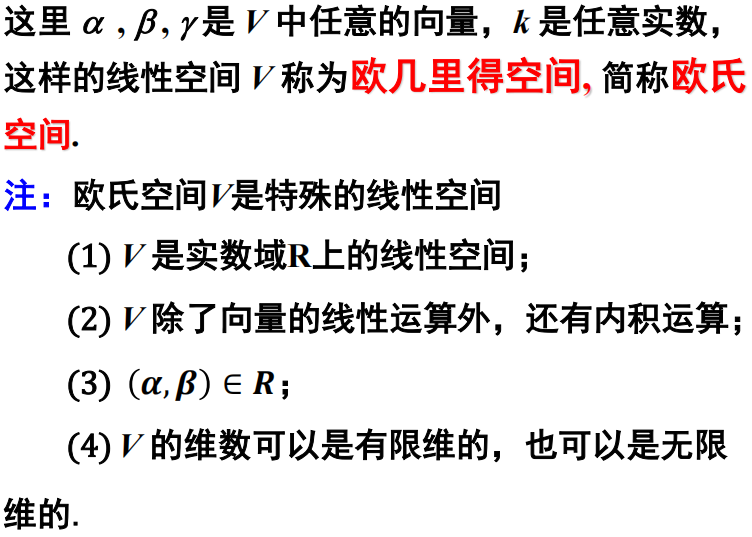 这里 α , β, γ 是 V 中任意的向量，k 是任意实数，
这样的线性空间 V 称为欧几里得空间, 简称欧氏
空间.
注：欧氏空间V是特殊的线性空间
(1) V 是实数域R上的线性空间；
(2) V 除了向量的线性运算外，还有内积运算；
(3) (α,β) ∈ R；
(4) V 的维数可以是有限维的，也可以是无限
维的.